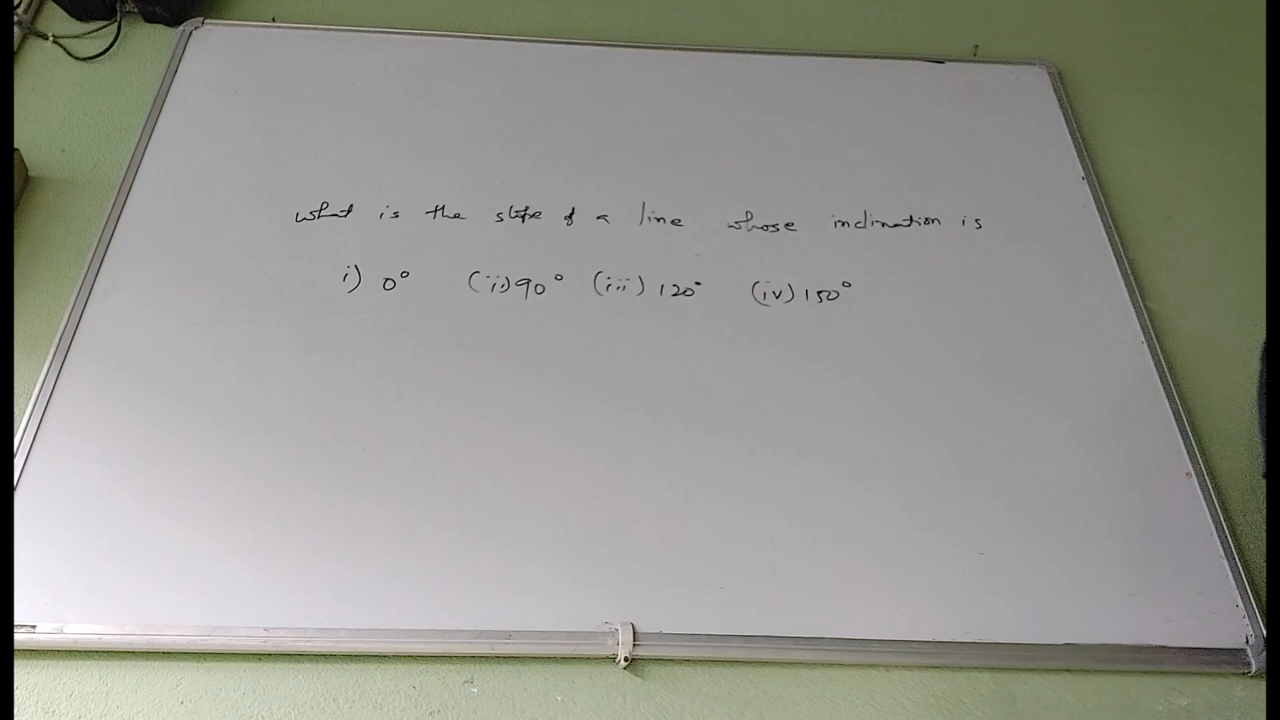 what is the slope of a line whose inclination is
i) 0° (ii) 90° (iii) 120° (iv) 150°